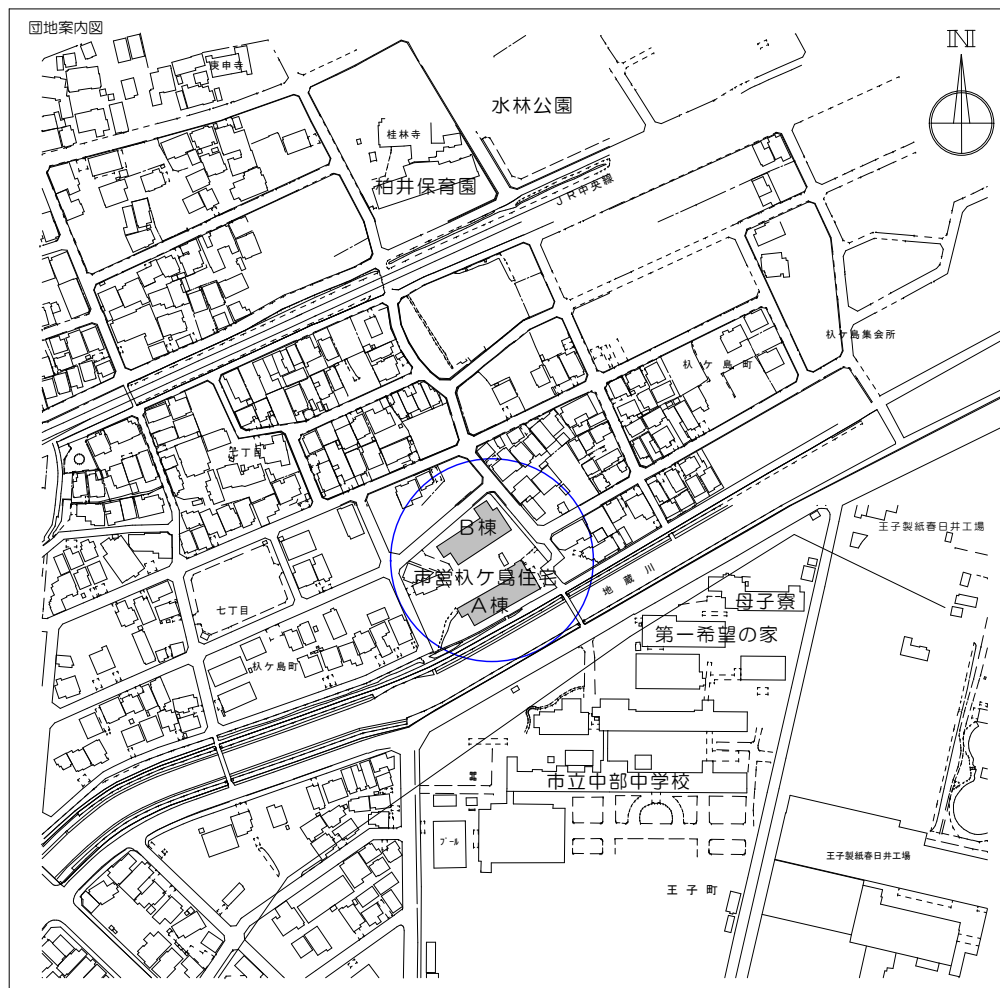 団地案内図
庚申寺
水林公園
桂林寺
柏井保育園
JR中央線
杁ケ島集会所
杁ケ島町
七丁目
B棟
市営杁ケ島住宅
A棟
地蔵川
王子製紙春日井工場
母子寮
第一希望の家
七丁目
杁ケ島町
市立中部中学校
プール
王子製紙春日井工場
王子町